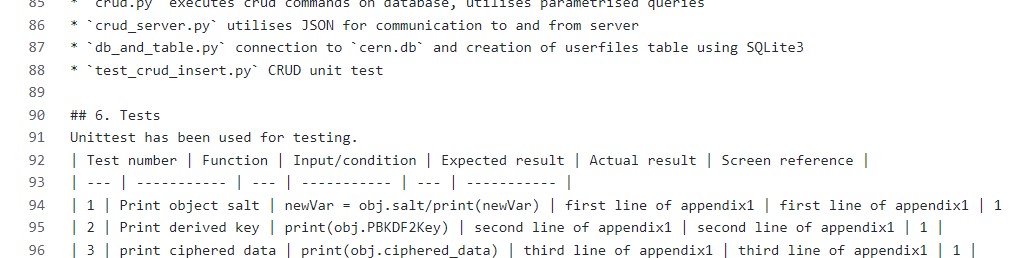 85 * `crud.py` executes crud commands on database, utilises parametrised queries
86 * `crud_server.py` utilises JSON for communication to and from server
87 * `db_and_table.py` connection to `cern.db` and creation of userfiles table using SQLite3
88 * `test_crud_insert.py` CRUD unit test
89
90 ## 6. Tests
91 Unittest has been used for testing.
92 | Test number | Function | Input/condition | Expected result | Actual result | Screen reference |
93 | --- | ----------- | --- | ----------- | --- | ----------- |
94 | 1 | Print object salt | newVar = obj.salt/print(newVar) | first line of appendix1 | first line of appendix1 | 1
95 | 2 | Print derived key | print(obj.PBKDF2Key) | second line of appendix1 | second line of appendix1 | 1 |
96 | 3 | print ciphered data | print(obj.ciphered_data) | third line of appendix1 | third line of appendix1 | 1 |